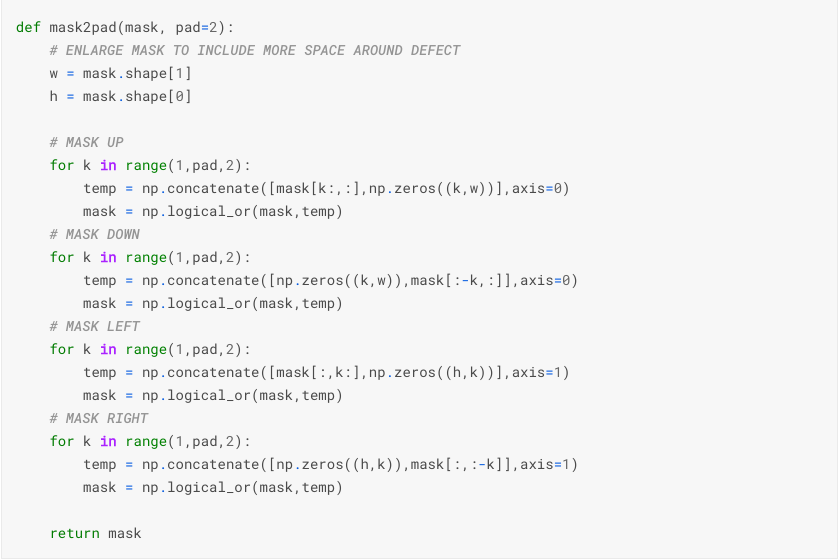 def mask2pad(mask, pad=2):
    # ENLARGE MASK TO INCLUDE MORE SPACE AROUND DEFECT
    w = mask.shape[1]
    h = mask.shape[0]

    # MASK UP
    for k in range(1,pad,2):
        temp = np.concatenate([mask[k:,:],np.zeros((k,w))],axis=0)
        mask = np.logical_or(mask,temp)
    # MASK DOWN
    for k in range(1,pad,2):
        temp = np.concatenate([np.zeros((k,w)),mask[:-k,:]],axis=0)
        mask = np.logical_or(mask,temp)
    # MASK LEFT
    for k in range(1,pad,2):
        temp = np.concatenate([mask[:,k:],np.zeros((h,k))],axis=1)
        mask = np.logical_or(mask,temp)
    # MASK RIGHT
    for k in range(1,pad,2):
        temp = np.concatenate([np.zeros((h,k)),mask[:,:-k]],axis=1)
        mask = np.logical_or(mask,temp)

    return mask